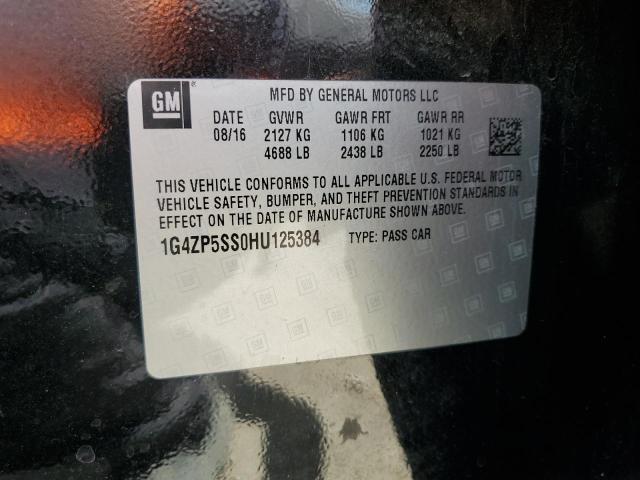 GM ® MFD BY GENERAL MOTORS LLC
DATE GVWR GAWR FRT GAWR RR
08/16 2127 KG 1106 KG 1021 KG
4688 LB 2438 LB 2250 LB
THIS VEHICLE CONFORMS TO ALL APPLICABLE U.S. FEDERAL MOTOR
VEHICLE SAFETY, BUMPER, AND THEFT PREVENTION STANDARDS IN
EFFECT ON THE DATE OF MANUFACTURE SHOWN ABOVE.
1G4ZP5SS0HU125384 TYPE: PASS CAR